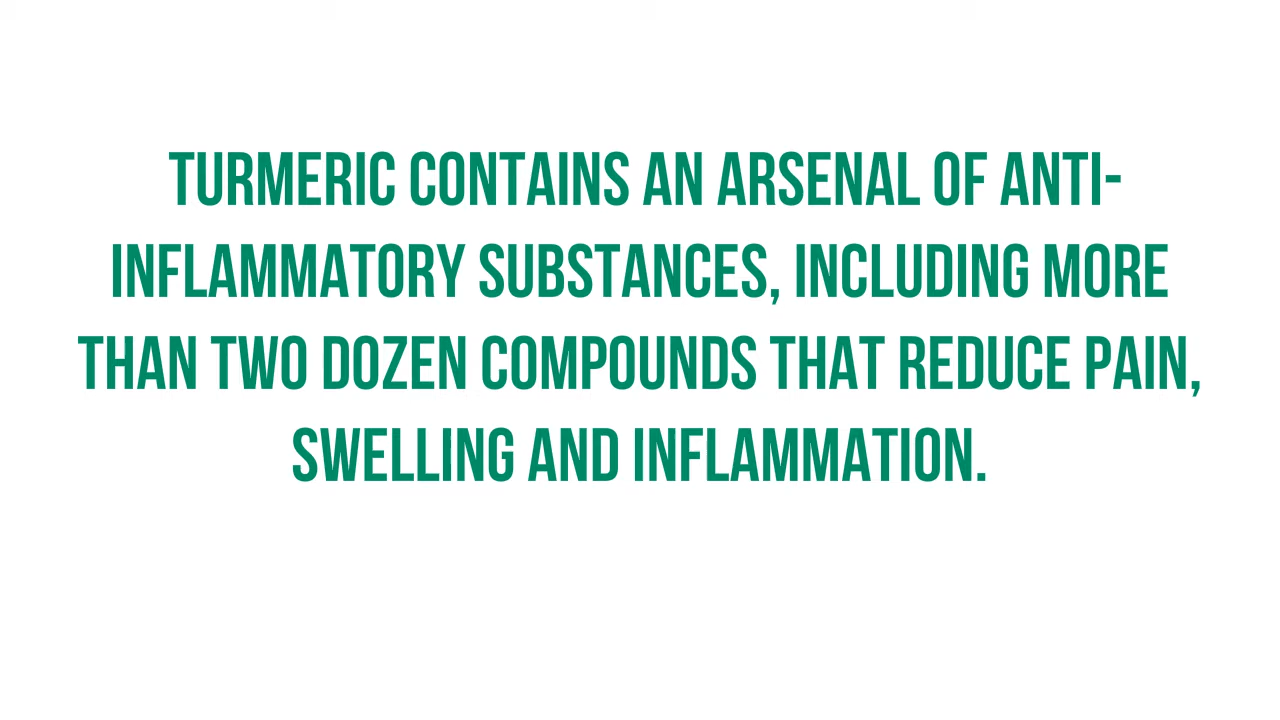 TURMERIC CONTAINS AN ARSENAL OF ANTI-
INFLAMMATORY SUBSTANCES, INCLUDING MORE
THAN TWO DOZEN COMPOUNDS THAT REDUCE PAIN,
SWELLING AND INFLAMMATION.